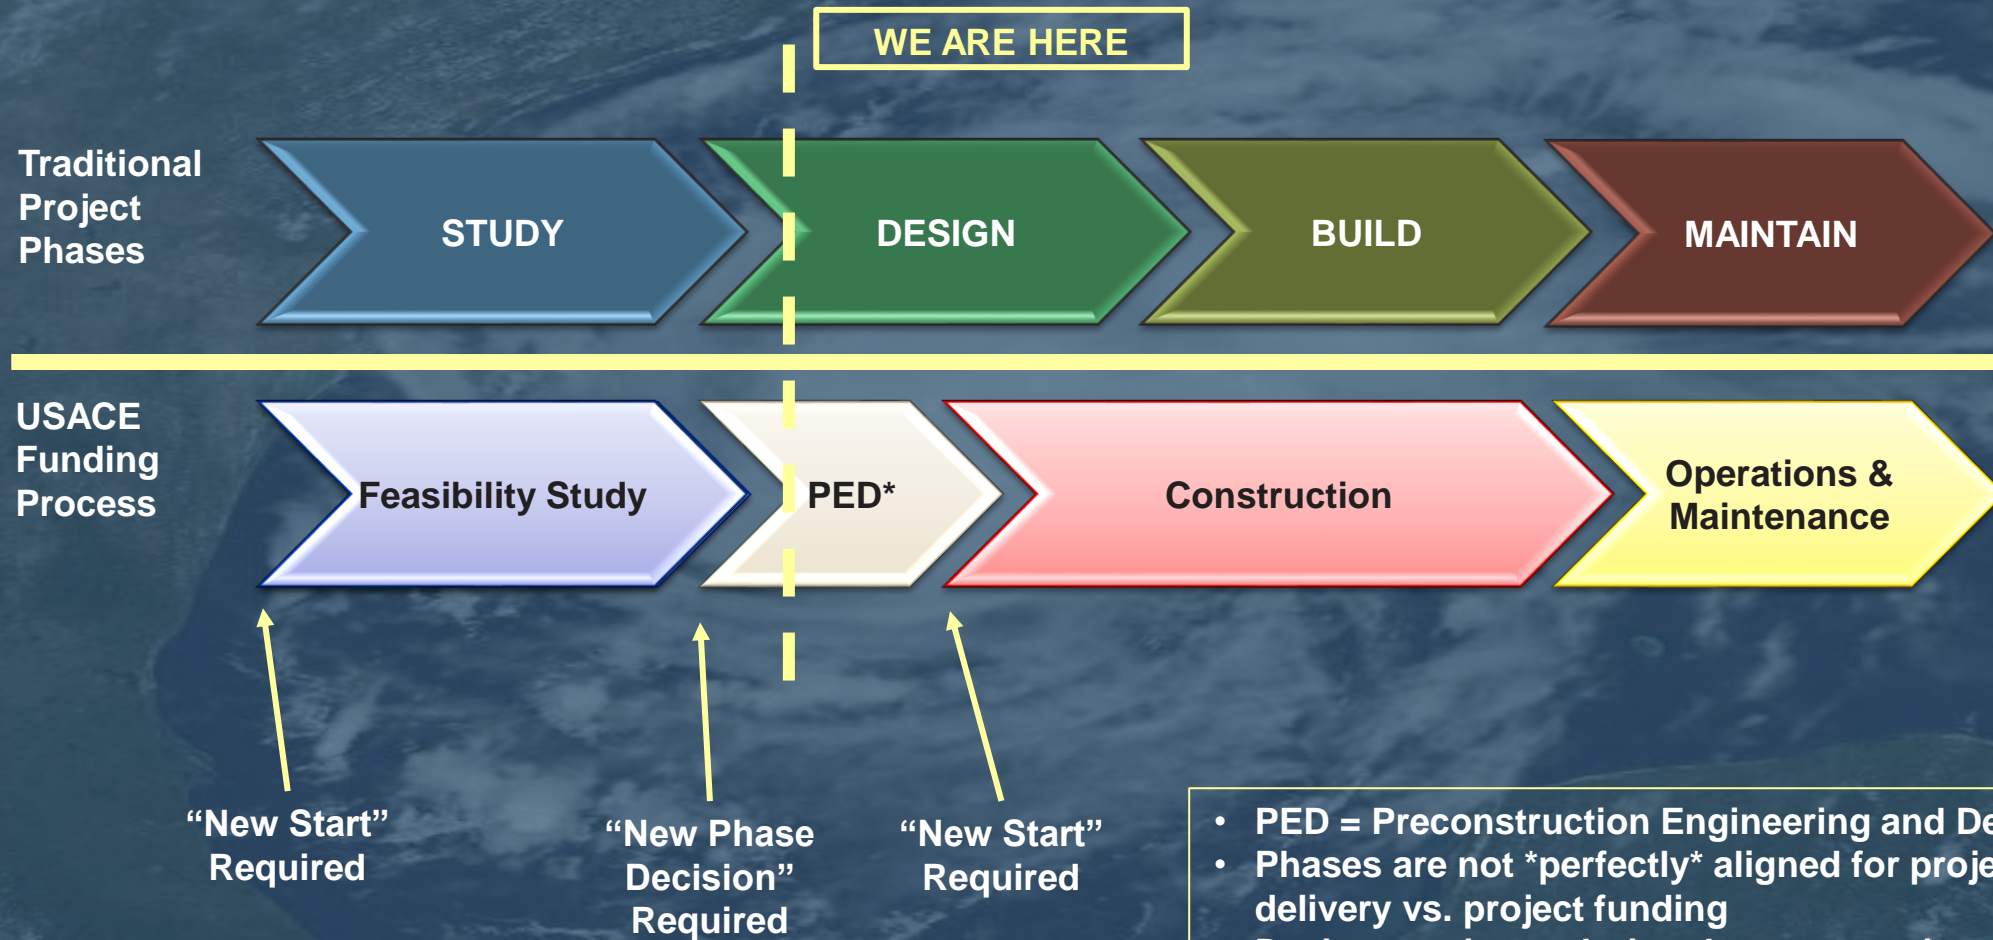 WE ARE HERE
Traditional
Project
Phases
STUDY
DESIGN
BUILD
MAINTAIN
USACE
Funding
Process
Feasibility Study
PED*
Construction
Operations &
Maintenance
“New Start”
Required
“New Phase
Decision”
Required
“New Start”
Required
• PED = Preconstruction Engineering and De
• Phases are not *perfectly* aligned for proje
delivery vs. project funding